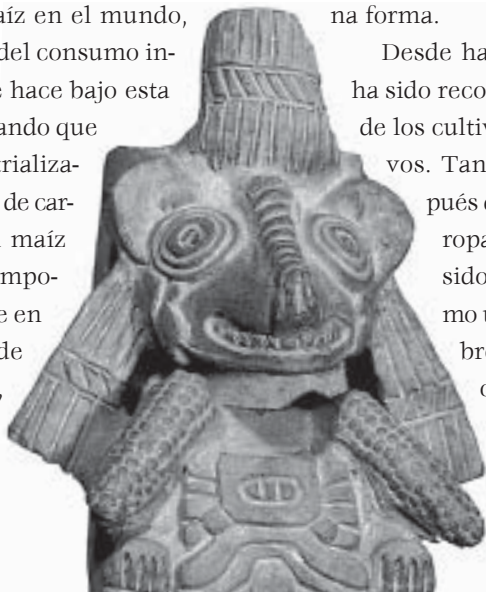 aíz en el mundo,
del consumo in-
e hace bajo esta
ando que
rializa-
de car-
maíz
mpo-
e en
de
,
na forma.
Desde ha
ha sido reco
de los cultiv
vos. Tan
pués
ropa
sido
mo u
bre